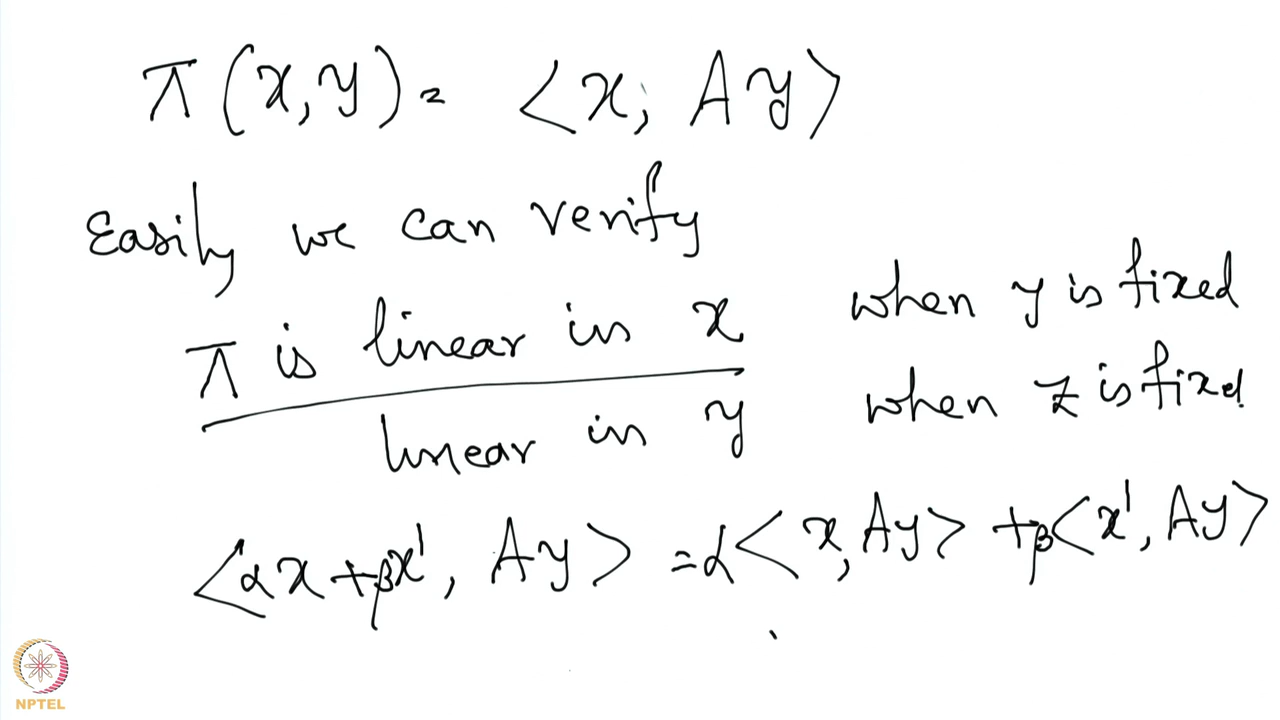 π(x,y) = <x, Ay>
Easily we can verify
π is linear in x when y is fixed
linear in y when x is fixed
<αx+βx', Ay> = α<x, Ay> + β<x', Ay>
NPTEL